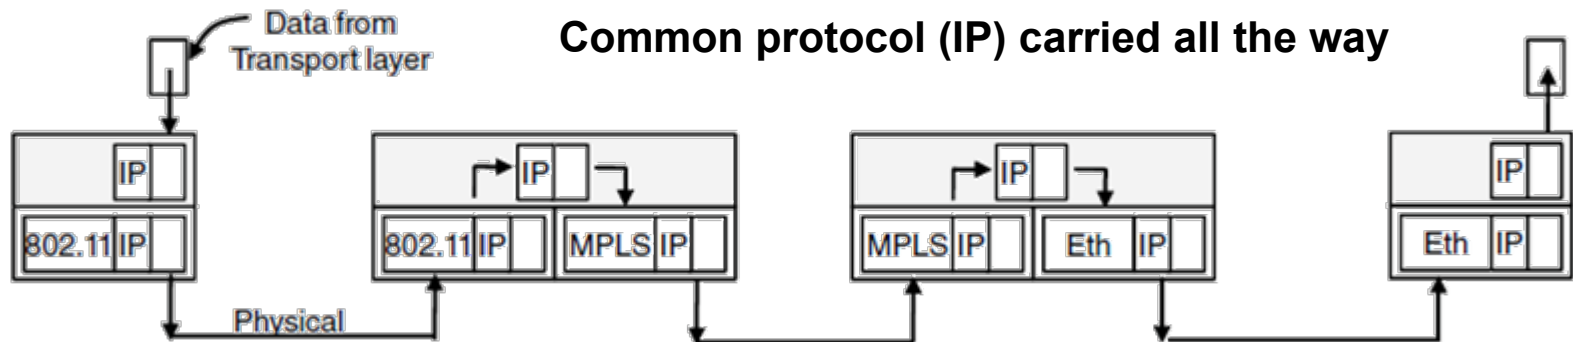 Data from
Transport layer
Common protocol (IP) carried all the way
IP
IP
IP
IP
802.11 IP
802.11 IP
MPLS IP
MPLS IP
Eth IP
Eth IP
Physical